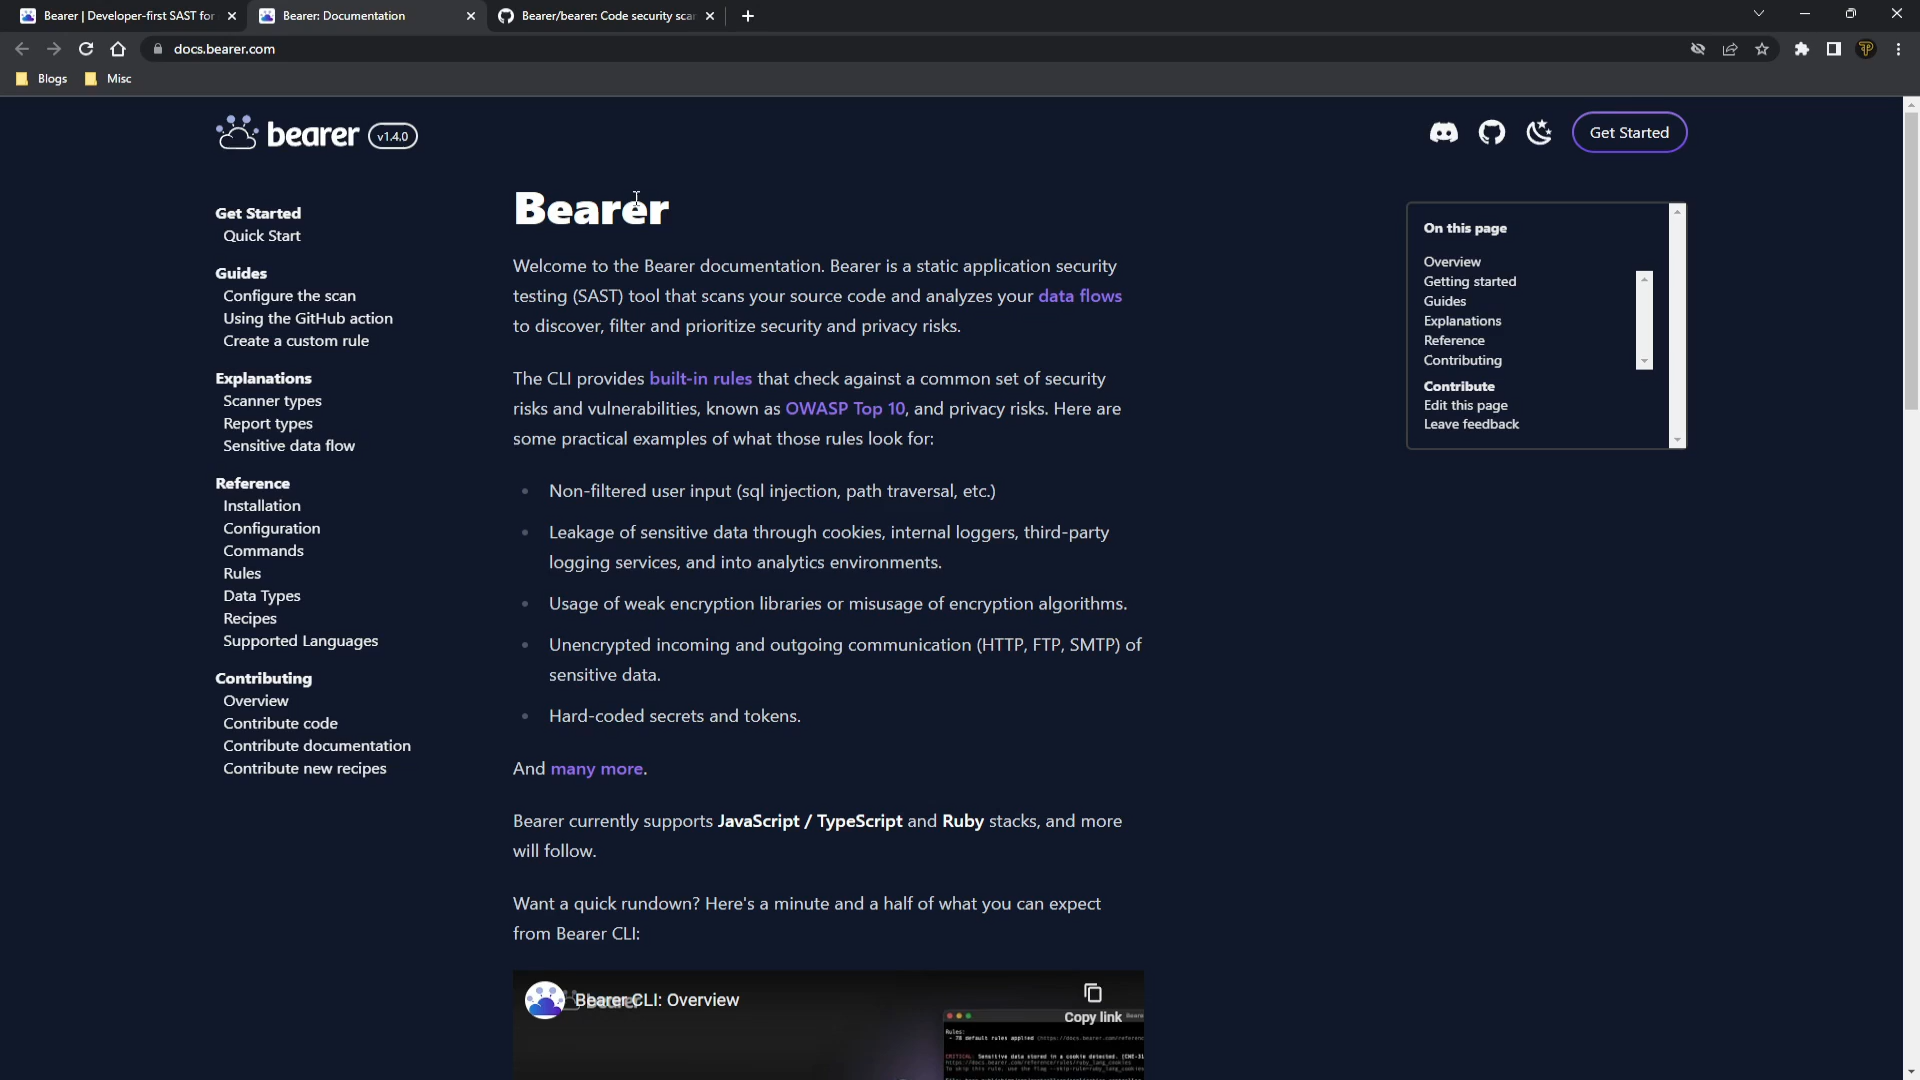 Bearer | Developer-first SAST for
Bearer: Documentation
Bearer/bearer: Code security scan
docs.bearer.com
Blogs
Misc
bearer
v1.4.0
Get Started
Get Started
Quick Start
Guides
Configure the scan
Using the GitHub action
Create a custom rule
Explanations
Scanner types
Report types
Sensitive data flow
Reference
Installation
Configuration
Commands
Rules
Data Types
Recipes
Supported Languages
Contributing
Overview
Contribute code
Contribute documentation
Contribute new recipes
Bearer
Welcome to the Bearer documentation. Bearer is a static application security
testing (SAST) tool that scans your source code and analyzes your data flows
to discover, filter and prioritize security and privacy risks.
The CLI provides built-in rules that check against a common set of security
risks and vulnerabilities, known as OWASP Top 10, and privacy risks. Here are
some practical examples of what those rules look for:
Non-filtered user input (sql injection, path traversal, etc.)
Leakage of sensitive data through cookies, internal loggers, third-party
logging services, and into analytics environments.
Usage of weak encryption libraries or misusage of encryption algorithms.
Unencrypted incoming and outgoing communication (HTTP, FTP, SMTP) of
sensitive data.
Hard-coded secrets and tokens.
And many more.
Bearer currently supports JavaScript / TypeScript and Ruby stacks, and more
will follow.
Want a quick rundown? Here's a minute and a half of what you can expect
from Bearer CLI:
Bearer CLI: Overview
Copy link
Rules:
On this page
Overview
Getting started
Guides
Explanations
Reference
Contributing
Contribute
Edit this page
Leave feedback